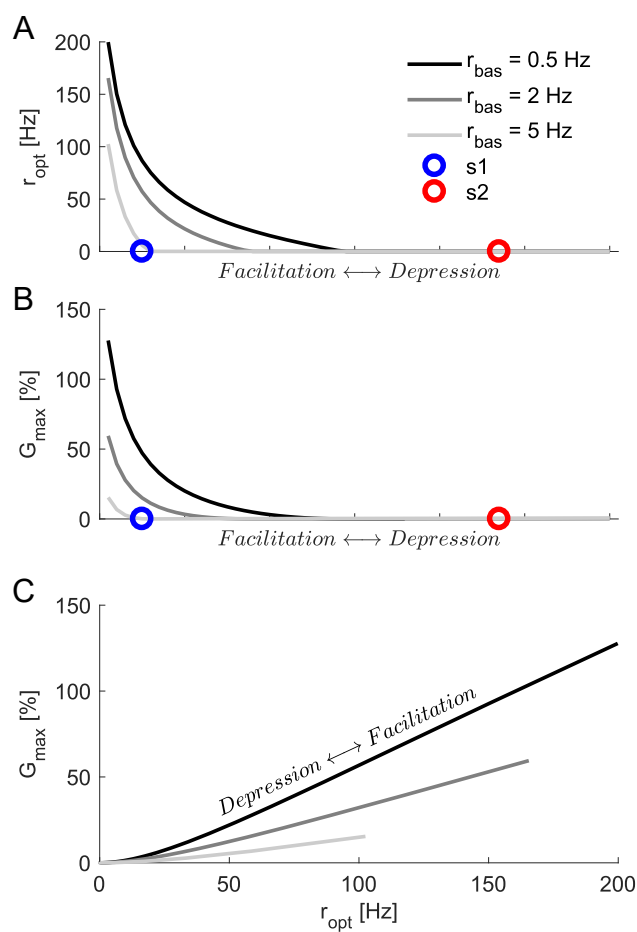 A
200
150
100
50
0
r_opt [Hz]
r_bas = 0.5 Hz
r_bas = 2 Hz
r_bas = 5 Hz
s1
s2
Facilitation ⟷ Depression
B
150
100
50
0
G_max [%]
Facilitation ⟷ Depression
C
150
100
50
0
G_max [%]
Depression ⟷ Facilitation
0 50 100 150 200
r_opt [Hz]